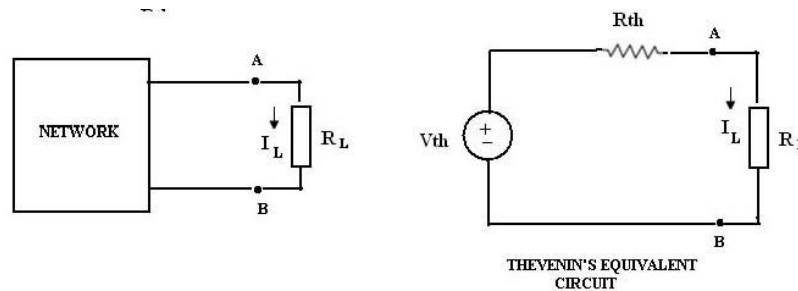 NETWORK
A
I L
R L
B
Rth
A
Vth
+
−
I L
R
B
THEVENIN'S EQUIVALENT
CIRCUIT